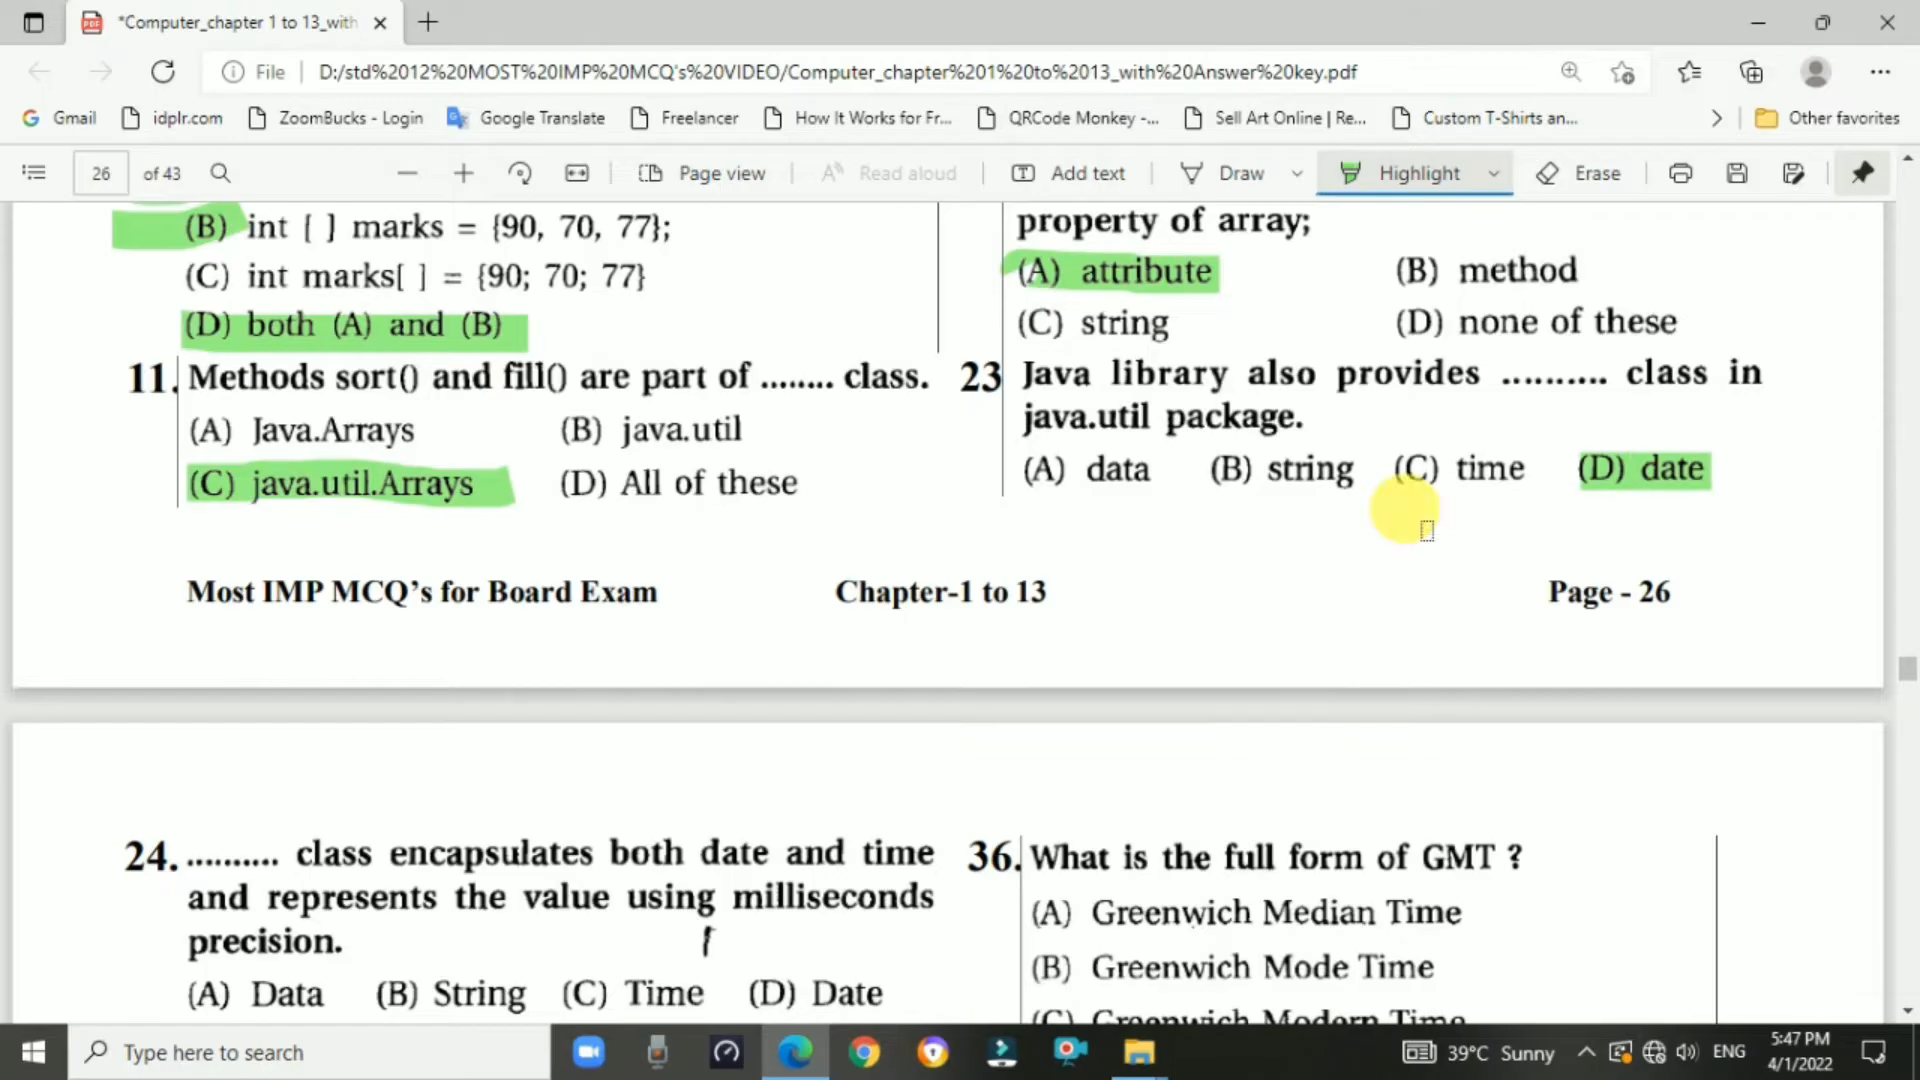 *Computer_chapter 1 to 13_with
File D:/std%2012%20MOST%20IMP%20MCQ's%20VIDEO/Computer_chapter%201%20to%2013_with%20Answer%20key.pdf
Gmail idplr.com ZoomBucks - Login Google Translate Freelancer How It Works for Fr... QRCode Monkey -... Sell Art Online | Re... Custom T-Shirts an... Other favorites
26 of 43 Page view Read aloud Add text Draw Highlight Erase
(B) int [ ] marks = {90, 70, 77};
(C) int marks[ ] = {90; 70; 77}
(D) both (A) and (B)
11. Methods sort() and fill() are part of ........ class.
(A) Java.Arrays (B) java.util
(C) java.util.Arrays (D) All of these
property of array;
(A) attribute (B) method
(C) string (D) none of these
23 Java library also provides .......... class in
java.util package.
(A) data (B) string (C) time (D) date
Most IMP MCQ's for Board Exam Chapter-1 to 13 Page - 26
24. .......... class encapsulates both date and time
and represents the value using milliseconds
precision.
(A) Data (B) String (C) Time (D) Date
36. What is the full form of GMT ?
(A) Greenwich Median Time
(B) Greenwich Mode Time
(C) Greenwich Modern Time
Type here to search
39°C Sunny ENG 5:47 PM
4/1/2022